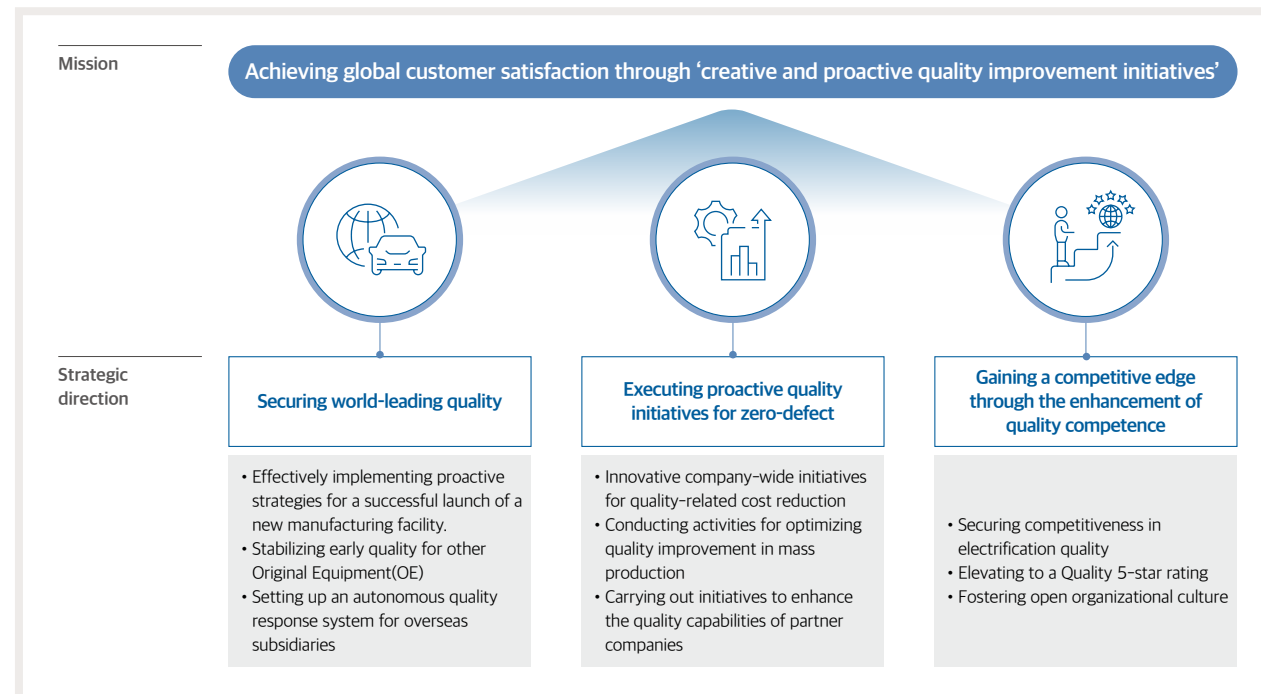 Mission
Achieving global customer satisfaction through ‘creative and proactive quality improvement initiatives’
Strategic
direction
Securing world-leading quality
• Effectively implementing proactive
strategies for a successful launch of a
new manufacturing facility.
• Stabilizing early quality for other
Original Equipment(OE)
• Setting up an autonomous quality
response system for overseas
subsidiaries
Executing proactive quality
initiatives for zero-defect
• Innovative company-wide initiatives
for quality-related cost reduction
• Conducting activities for optimizing
quality improvement in mass
production
• Carrying out initiatives to enhance
the quality capabilities of partner
companies
Gaining a competitive edge
through the enhancement of
quality competence
• Securing competitiveness in
electrification quality
• Elevating to a Quality 5-star rating
• Fostering open organizational culture